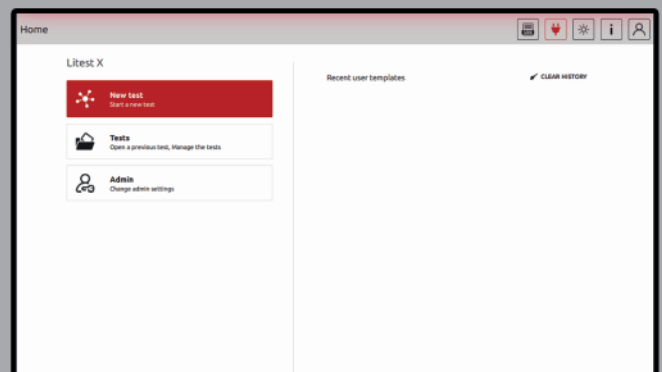 Home
Litest X
New test
Start a new test
Tests
Open a previous test, Manage the tests
Admin
Change admin settings
Recent user templates
CLEAR HISTORY